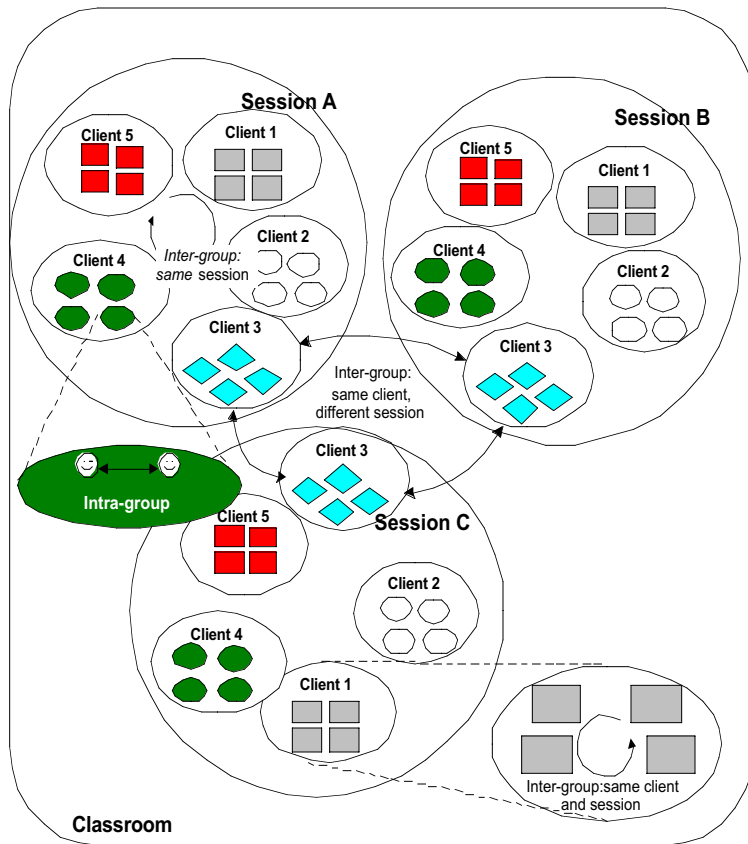 Session A
Client 5
Client 1
Inter-group:
same session
Client 2
Client 4
Client 3
Session B
Client 5
Client 1
Client 4
Client 2
Client 3
Inter-group:
same client,
different session
Intra-group
Client 3
Session C
Client 5
Client 2
Client 4
Client 1
Inter-group:same client
and session
Classroom